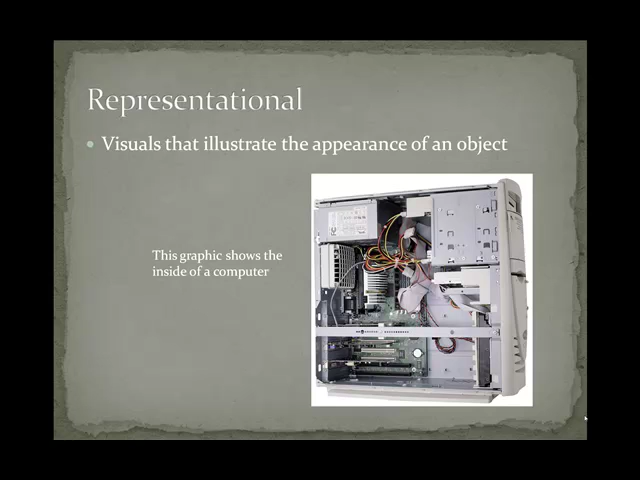 Representational
Visuals that illustrate the appearance of an object
This graphic shows the
inside of a computer